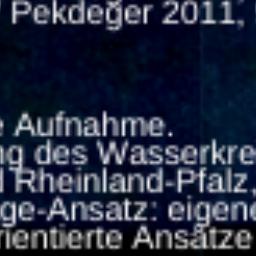 Pekdeğer 2011,
e Aufnahme.
ng des Wasserkre
Rheinland-Pfalz,
ge-Ansatz: eigene
rientierte Ansätze